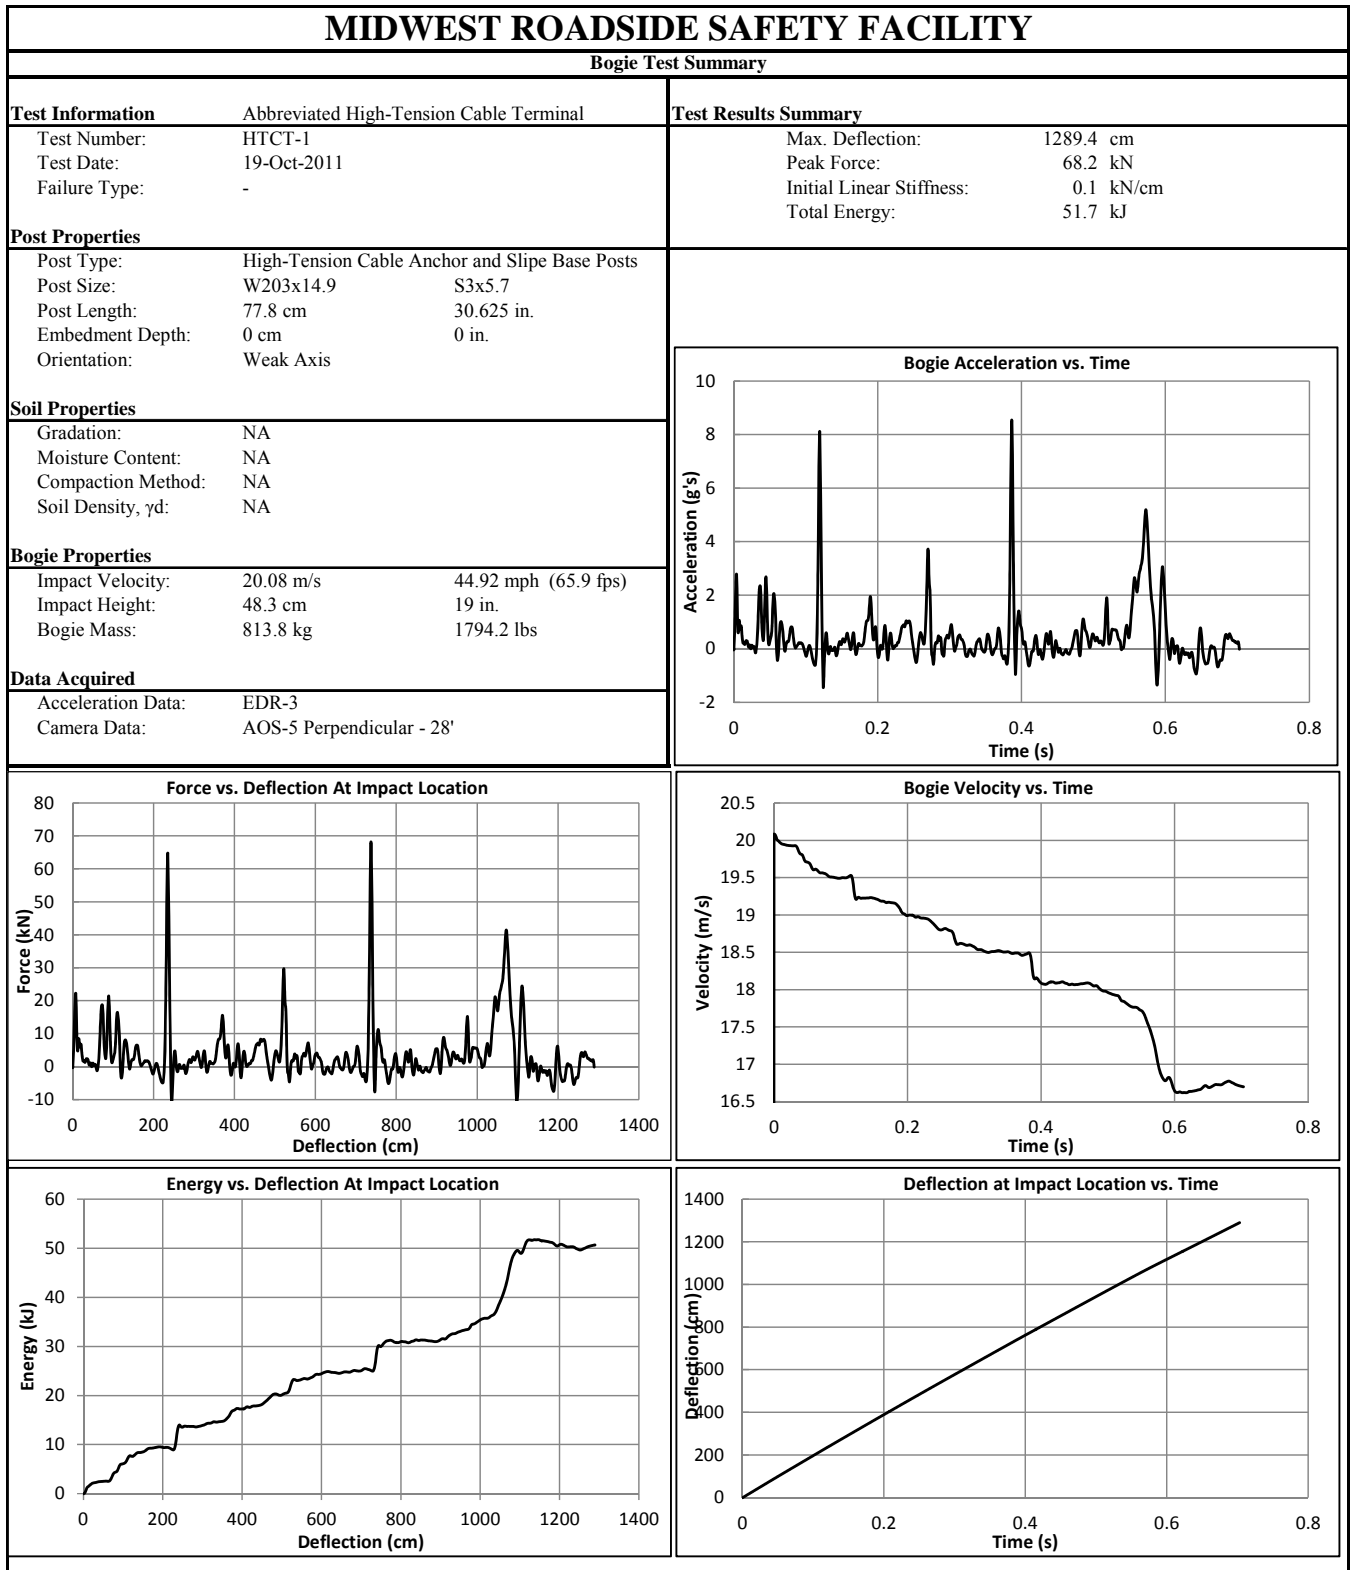 MIDWEST ROADSIDE SAFETY FACILITY
Bogie Test Summary
Test Information Abbreviated High-Tension Cable Terminal
Test Number: HTCT-1
Test Date: 19-Oct-2011
Failure Type: -
Post Properties
Post Type: High-Tension Cable Anchor and Slipe Base Posts
Post Size: W203x14.9 S3x5.7
Post Length: 77.8 cm 30.625 in.
Embedment Depth: 0 cm 0 in.
Orientation: Weak Axis
Soil Properties
Gradation: NA
Moisture Content: NA
Compaction Method: NA
Soil Density, γd: NA
Bogie Properties
Impact Velocity: 20.08 m/s 44.92 mph (65.9 fps)
Impact Height: 48.3 cm 19 in.
Bogie Mass: 813.8 kg 1794.2 lbs
Data Acquired
Acceleration Data: EDR-3
Camera Data: AOS-5 Perpendicular - 28'
Test Results Summary
Max. Deflection: 1289.4 cm
Peak Force: 68.2 kN
Initial Linear Stiffness: 0.1 kN/cm
Total Energy: 51.7 kJ
Bogie Acceleration vs. Time
Acceleration (g's)
10
8
6
4
2
0
-2
0 0.2 0.4 0.6 0.8
Time (s)
Force vs. Deflection At Impact Location
Force (kN)
80
70
60
50
40
30
20
10
0
-10
0 200 400 600 800 1000 1200 1400
Deflection (cm)
Bogie Velocity vs. Time
Velocity (m/s)
20.5
20
19.5
19
18.5
18
17.5
17
16.5
0 0.2 0.4 0.6 0.8
Time (s)
Energy vs. Deflection At Impact Location
Energy (kJ)
60
50
40
30
20
10
0
0 200 400 600 800 1000 1200 1400
Deflection (cm)
Deflection at Impact Location vs. Time
Deflection (cm)
1400
1200
1000
800
600
400
200
0
0 0.2 0.4 0.6 0.8
Time (s)